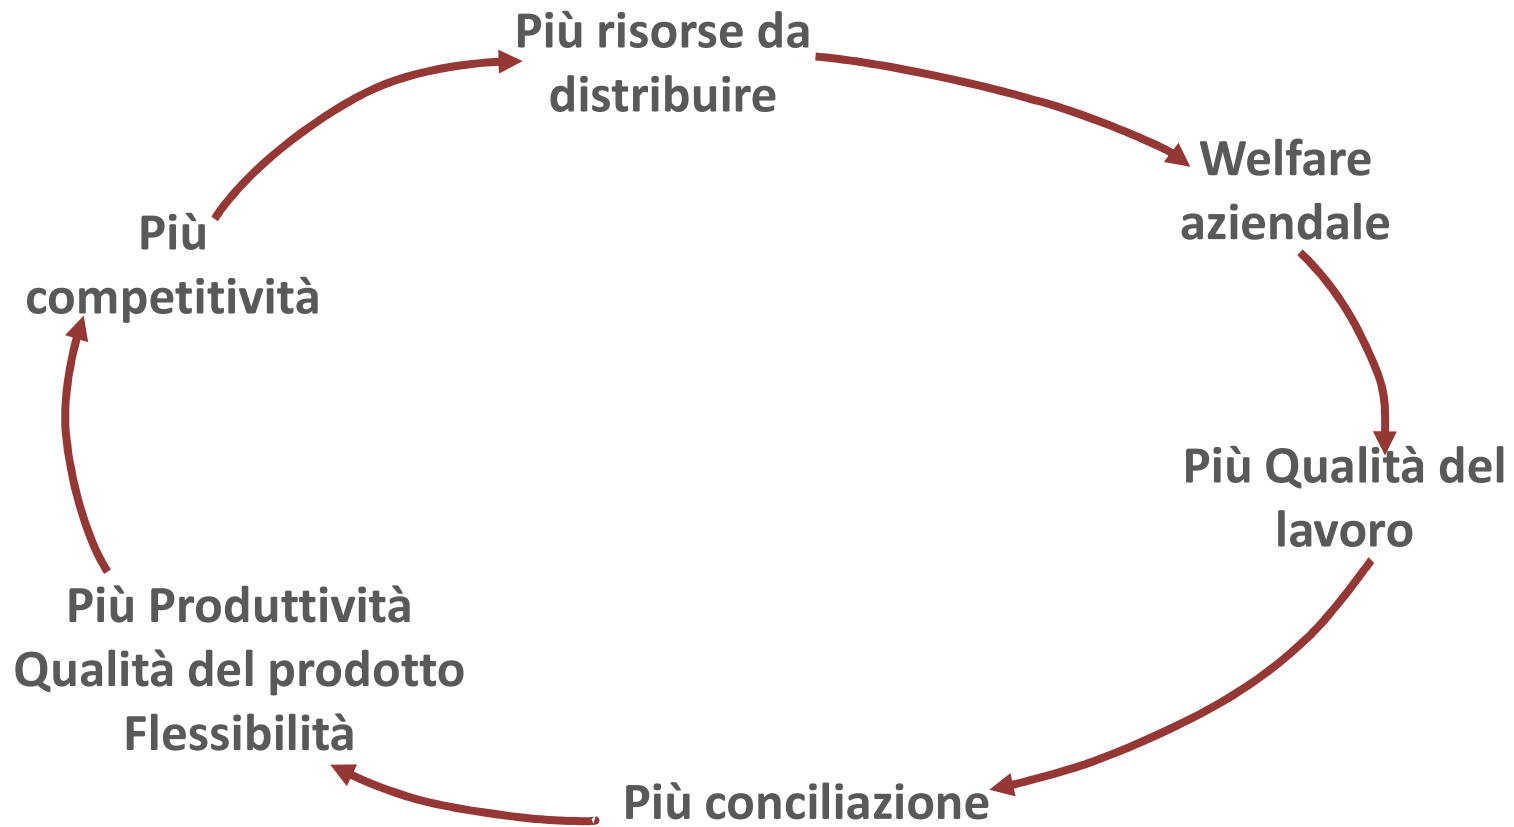 Più risorse da
distribuire
Welfare
aziendale
Più Qualità del
lavoro
Più conciliazione
Più Produttività
Qualità del prodotto
Flessibilità
Più
competitività